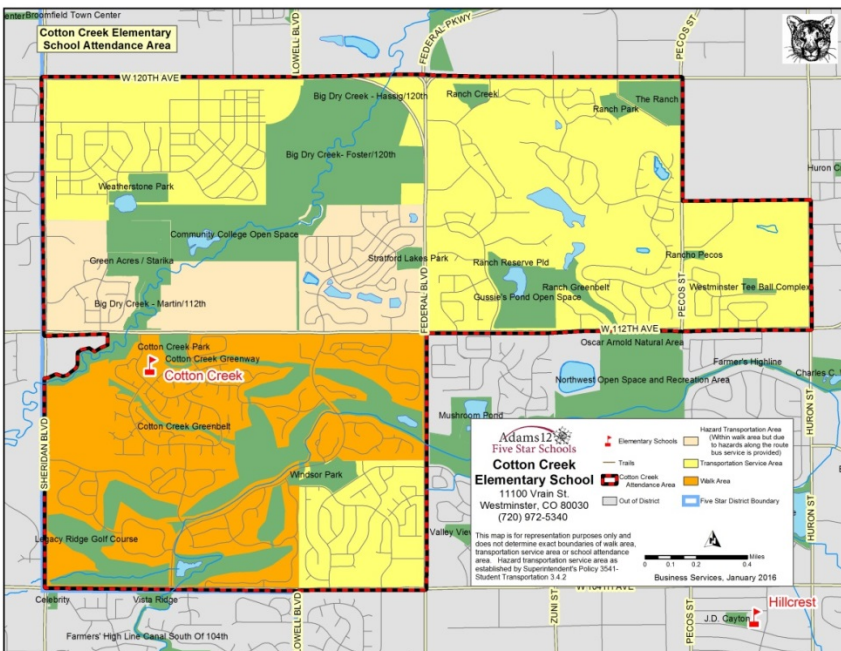 enter
Broomfield Town Center
Cotton Creek Elementary
School Attendance Area
LOWELL BLVD
FEDERAL PKWY
PECOS ST
W 120TH AVE
Big Dry Creek - Hassig/120th
Ranch Creek
The Ranch
Ranch Park
Big Dry Creek- Foster/120th
Weatherstone Park
Huron C
Community College Open Space
Green Acres / Starika
Stratford Lakes Park
Ranch Reserve Pld
Rancho Pecos
Ranch Greenbelt
Westminster Tee Ball Complex
Gussie's Pond Open Space
Big Dry Creek - Martin/112th
FEDERAL BLVD
PECOS ST
W 112TH AVE
Oscar Arnold Natural Area
Cotton Creek Park
Cotton Creek Greenway
Cotton Creek
Farmer's Highline
Charles C.
Northwest Open Space and Recreation Area
Cotton Creek Greenbelt
Mushroom Pond
SHERIDAN BLVD
HURON ST
Windsor Park
Valley Vie
Legacy Ridge Golf Course
Adams12
Five Star Schools
Cotton Creek
Elementary School
11100 Vrain St.
Westminster, CO 80030
(720) 972-5340
This map is for representation purposes only and
does not determine exact boundaries of walk area,
transportation service area or school attendance
area. Hazard transportation service area as
established by Superintendent's Policy 3541-
Student Transportation 3.4.2
Elementary Schools
Trails
Cotton Creek
Attendance Area
Out of District
Hazard Transportation Area
(Within walk area but due
to hazards along the route
bus service is provided)
Transportation Service Area
Walk Area
Five Star District Boundary
Miles
0 0.2 0.4
Business Services, January 2016
W 104TH AVE
Celebrity
Vista Ridge
LOWELL BLVD
ZUNI ST
PECOS ST
HURON ST
Hillcrest
J.D. Cayton
Farmers' High Line Canal South Of 104th